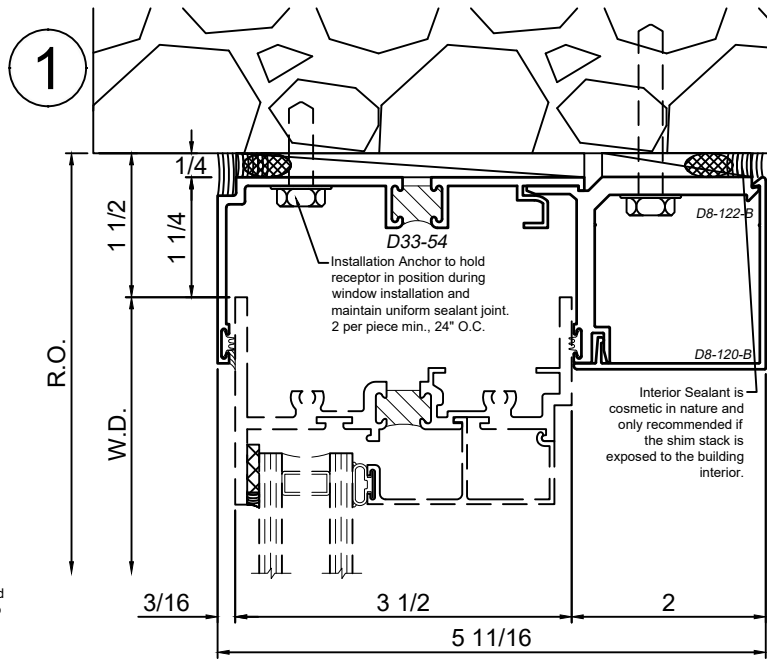 1
1/4
1 1/2
1 1/4
R.O.
W.D.
D33-54
Installation Anchor to hold
receptor in position during
window installation and
maintain uniform sealant joint.
2 per piece min., 24" O.C.
D8-122-B
D8-120-B
Interior Sealant is
cosmetic in nature and
only recommended if
the shim stack is
exposed to the building
interior.
3/16
3 1/2
2
5 11/16